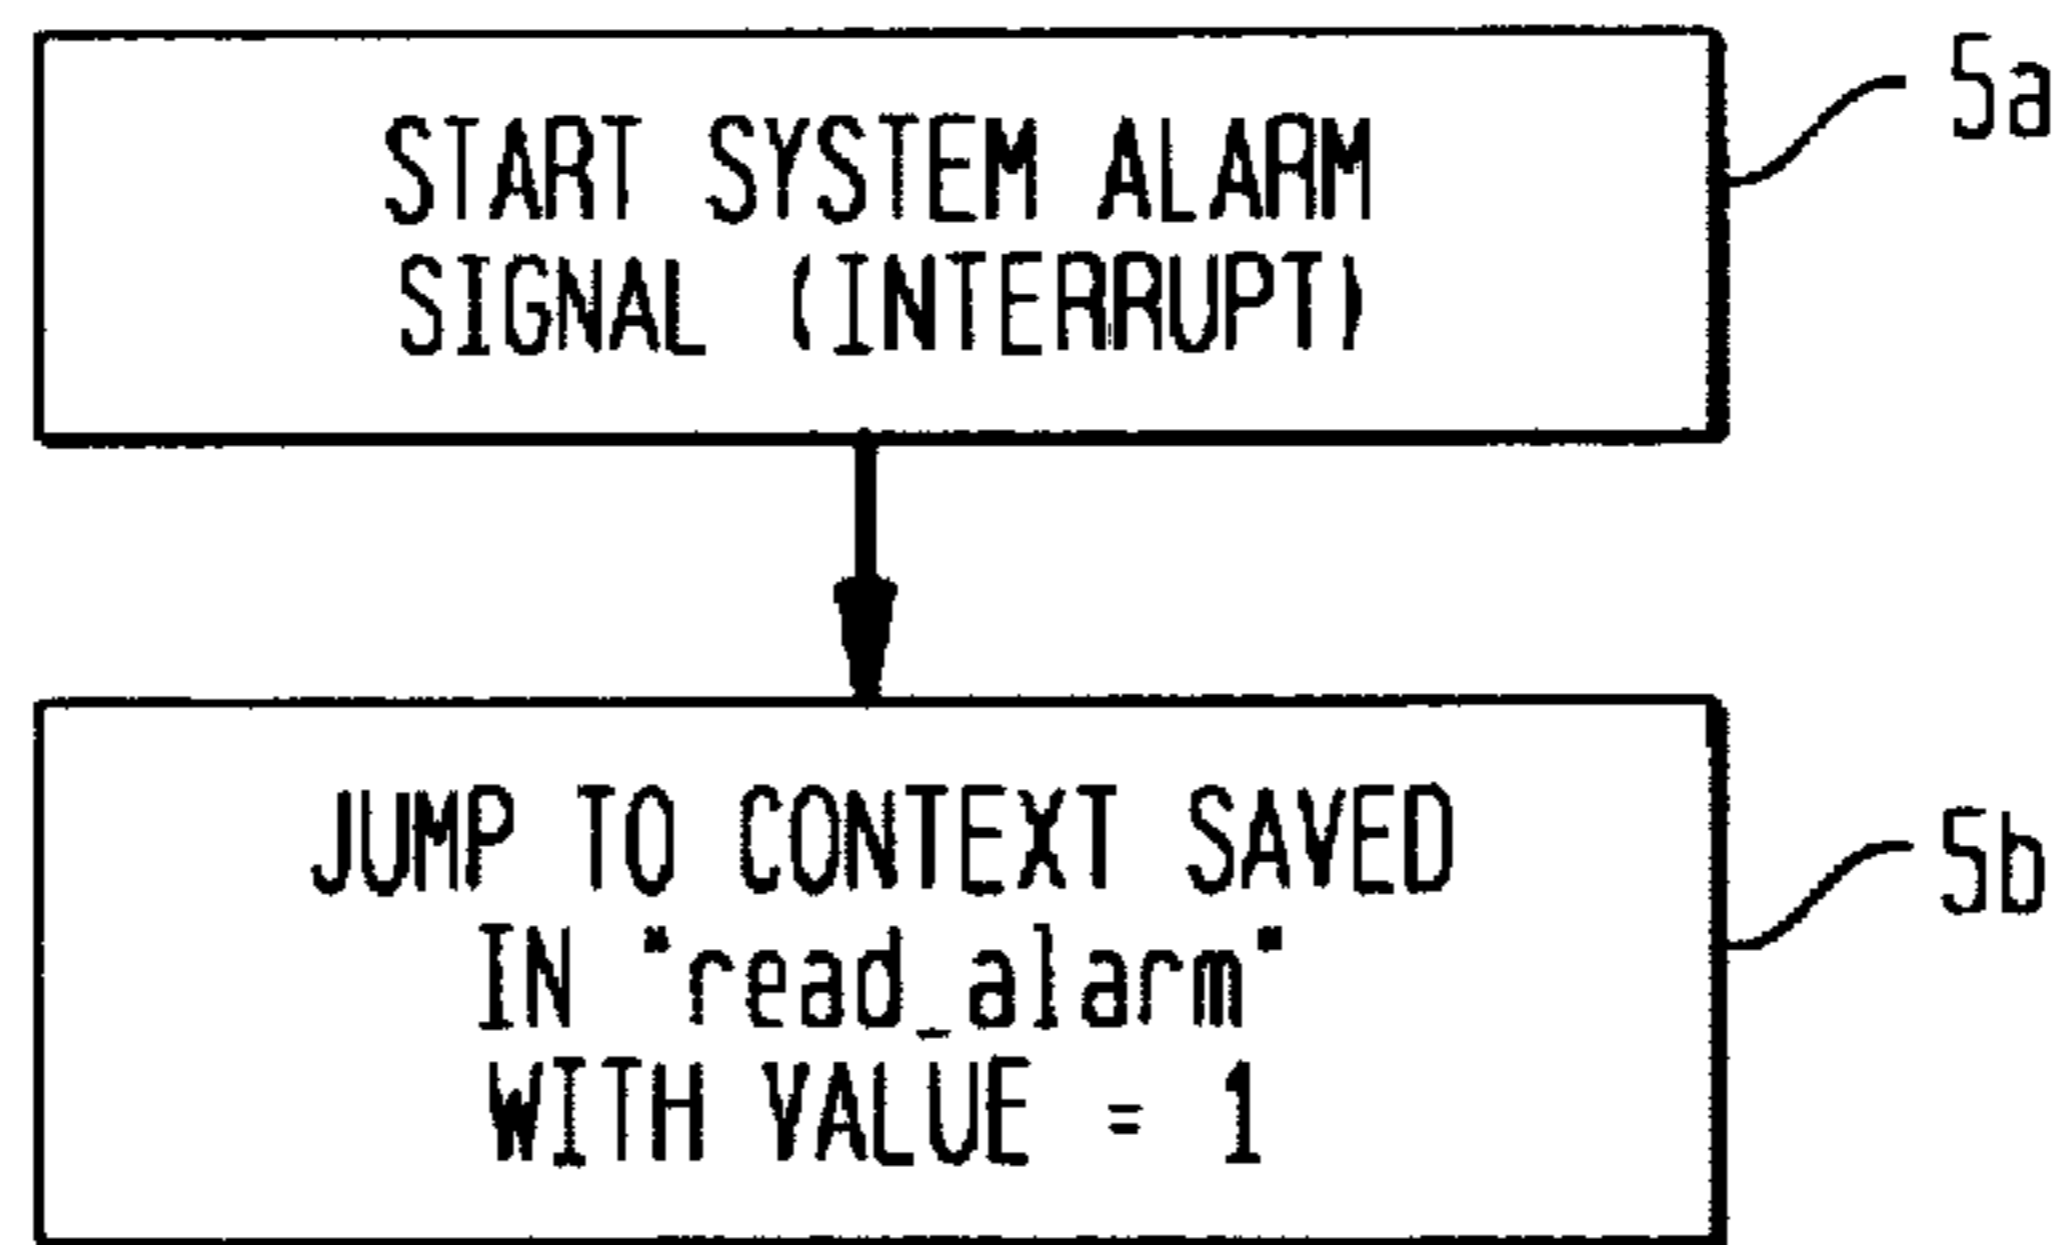 START SYSTEM ALARM
SIGNAL (INTERRUPT)
5a
JUMP TO CONTEXT SAVED
IN "read_alarm"
WITH VALUE = 1
5b